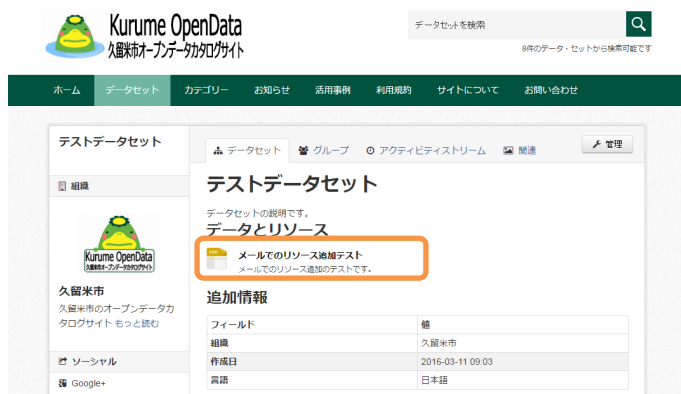 Kurume OpenData
久留米市オープンデータカタログサイト
データセットを検索
8件のデータ・セットから検索可能です
ホーム データセット カテゴリー お知らせ 活用事例 利用規約 サイトについて お問い合わせ
テストデータセット
組織
Kurume OpenData
久留米市オープンデータカタログサイト
久留米市
久留米市のオープンデータカ
タログサイト もっと読む
ソーシャル
Google+
データセット グループ アクティビティストリーム 関連 管理
テストデータセット
データセットの説明です。
データとリソース
メールでのリソース追加テスト
メールでのリソース追加のテストです。
追加情報
フィールド 値
組織 久留米市
作成日 2016-03-11 09:03
言語 日本語